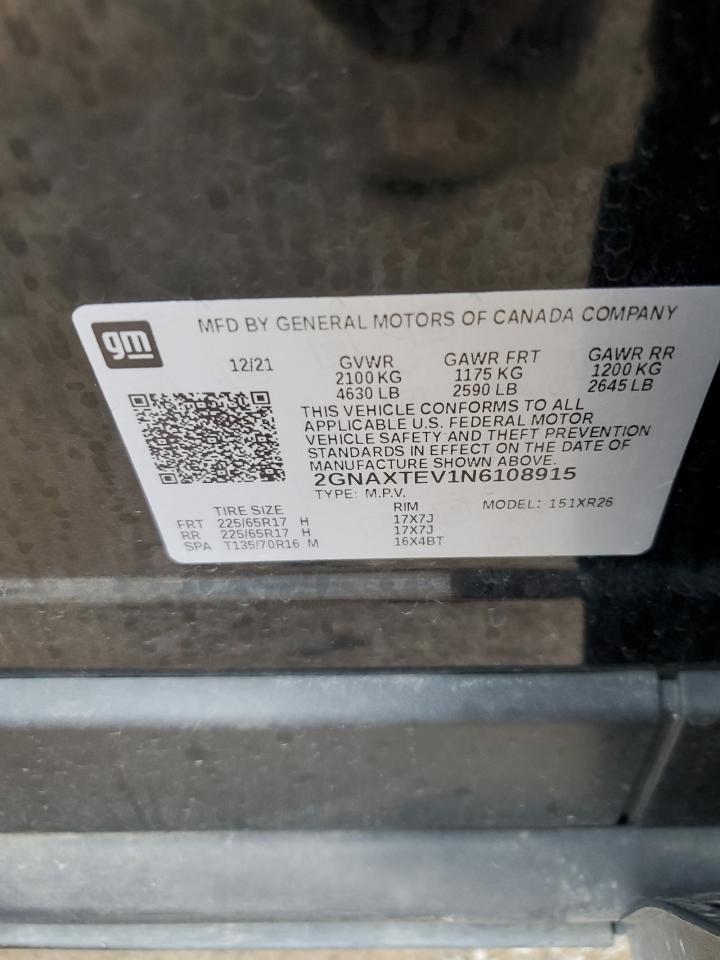 gm MFD BY GENERAL MOTORS OF CANADA COMPANY
12/21 GVWR GAWR FRT GAWR RR
2100 KG 1175 KG 1200 KG
4630 LB 2590 LB 2645 LB
THIS VEHICLE CONFORMS TO ALL
APPLICABLE U.S. FEDERAL MOTOR
VEHICLE SAFETY AND THEFT PREVENTION
STANDARDS IN EFFECT ON THE DATE OF
MANUFACTURE SHOWN ABOVE.
2GNAXTEV1N6108915
TYPE: M.P.V. MODEL: 151XR26
TIRE SIZE RIM
FRT 225/65R17 H 17X7J
RR 225/65R17 H 17X7J
SPA T135/70R16 M 16X4BT